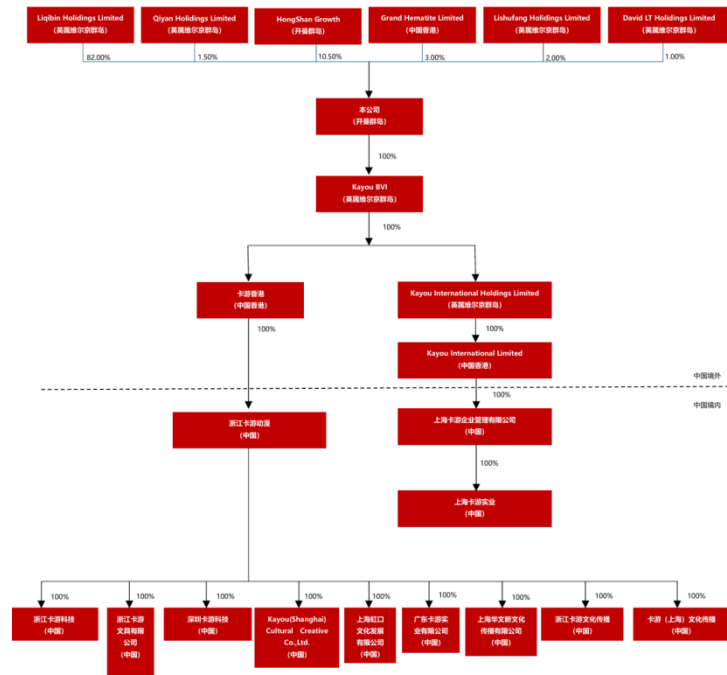 Liqibin Holdings Limited
(英属维尔京群岛)
Qiyan Holdings Limited
(英属维尔京群岛)
HongShan Growth
(开曼群岛)
Grand Hematite Limited
(中国香港)
Lishufang Holdings Limited
(英属维尔京群岛)
David LT Holdings Limited
(英属维尔京群岛)
82.00%
1.50%
10.50%
3.00%
2.00%
1.00%
本公司
(开曼群岛)
100%
Kayou BVI
(英属维尔京群岛)
100%
卡游香港
(中国香港)
Kayou International Holdings Limited
(英属维尔京群岛)
100%
100%
Kayou International Limited
(中国香港)
中国境外
100%
中国境内
浙江卡游动漫
(中国)
上海卡游企业管理有限公司
(中国)
100%
上海卡游实业
(中国)
100%
100%
100%
100%
100%
100%
100%
100%
100%
浙江卡游科技
(中国)
浙江卡游
文具有限公
公司
(中国)
深圳卡游科技
(中国)
Kayou(Shanghai)
Cultural Creative
Co.,Ltd.
(中国)
上海虹口
文化发展
有限公司
(中国)
广东卡游实
业有限公司
(中国)
上海华文新文化
传播有限公司
(中国)
浙江卡游文化传播
(中国)
卡游（上海）文化传播
(中国)